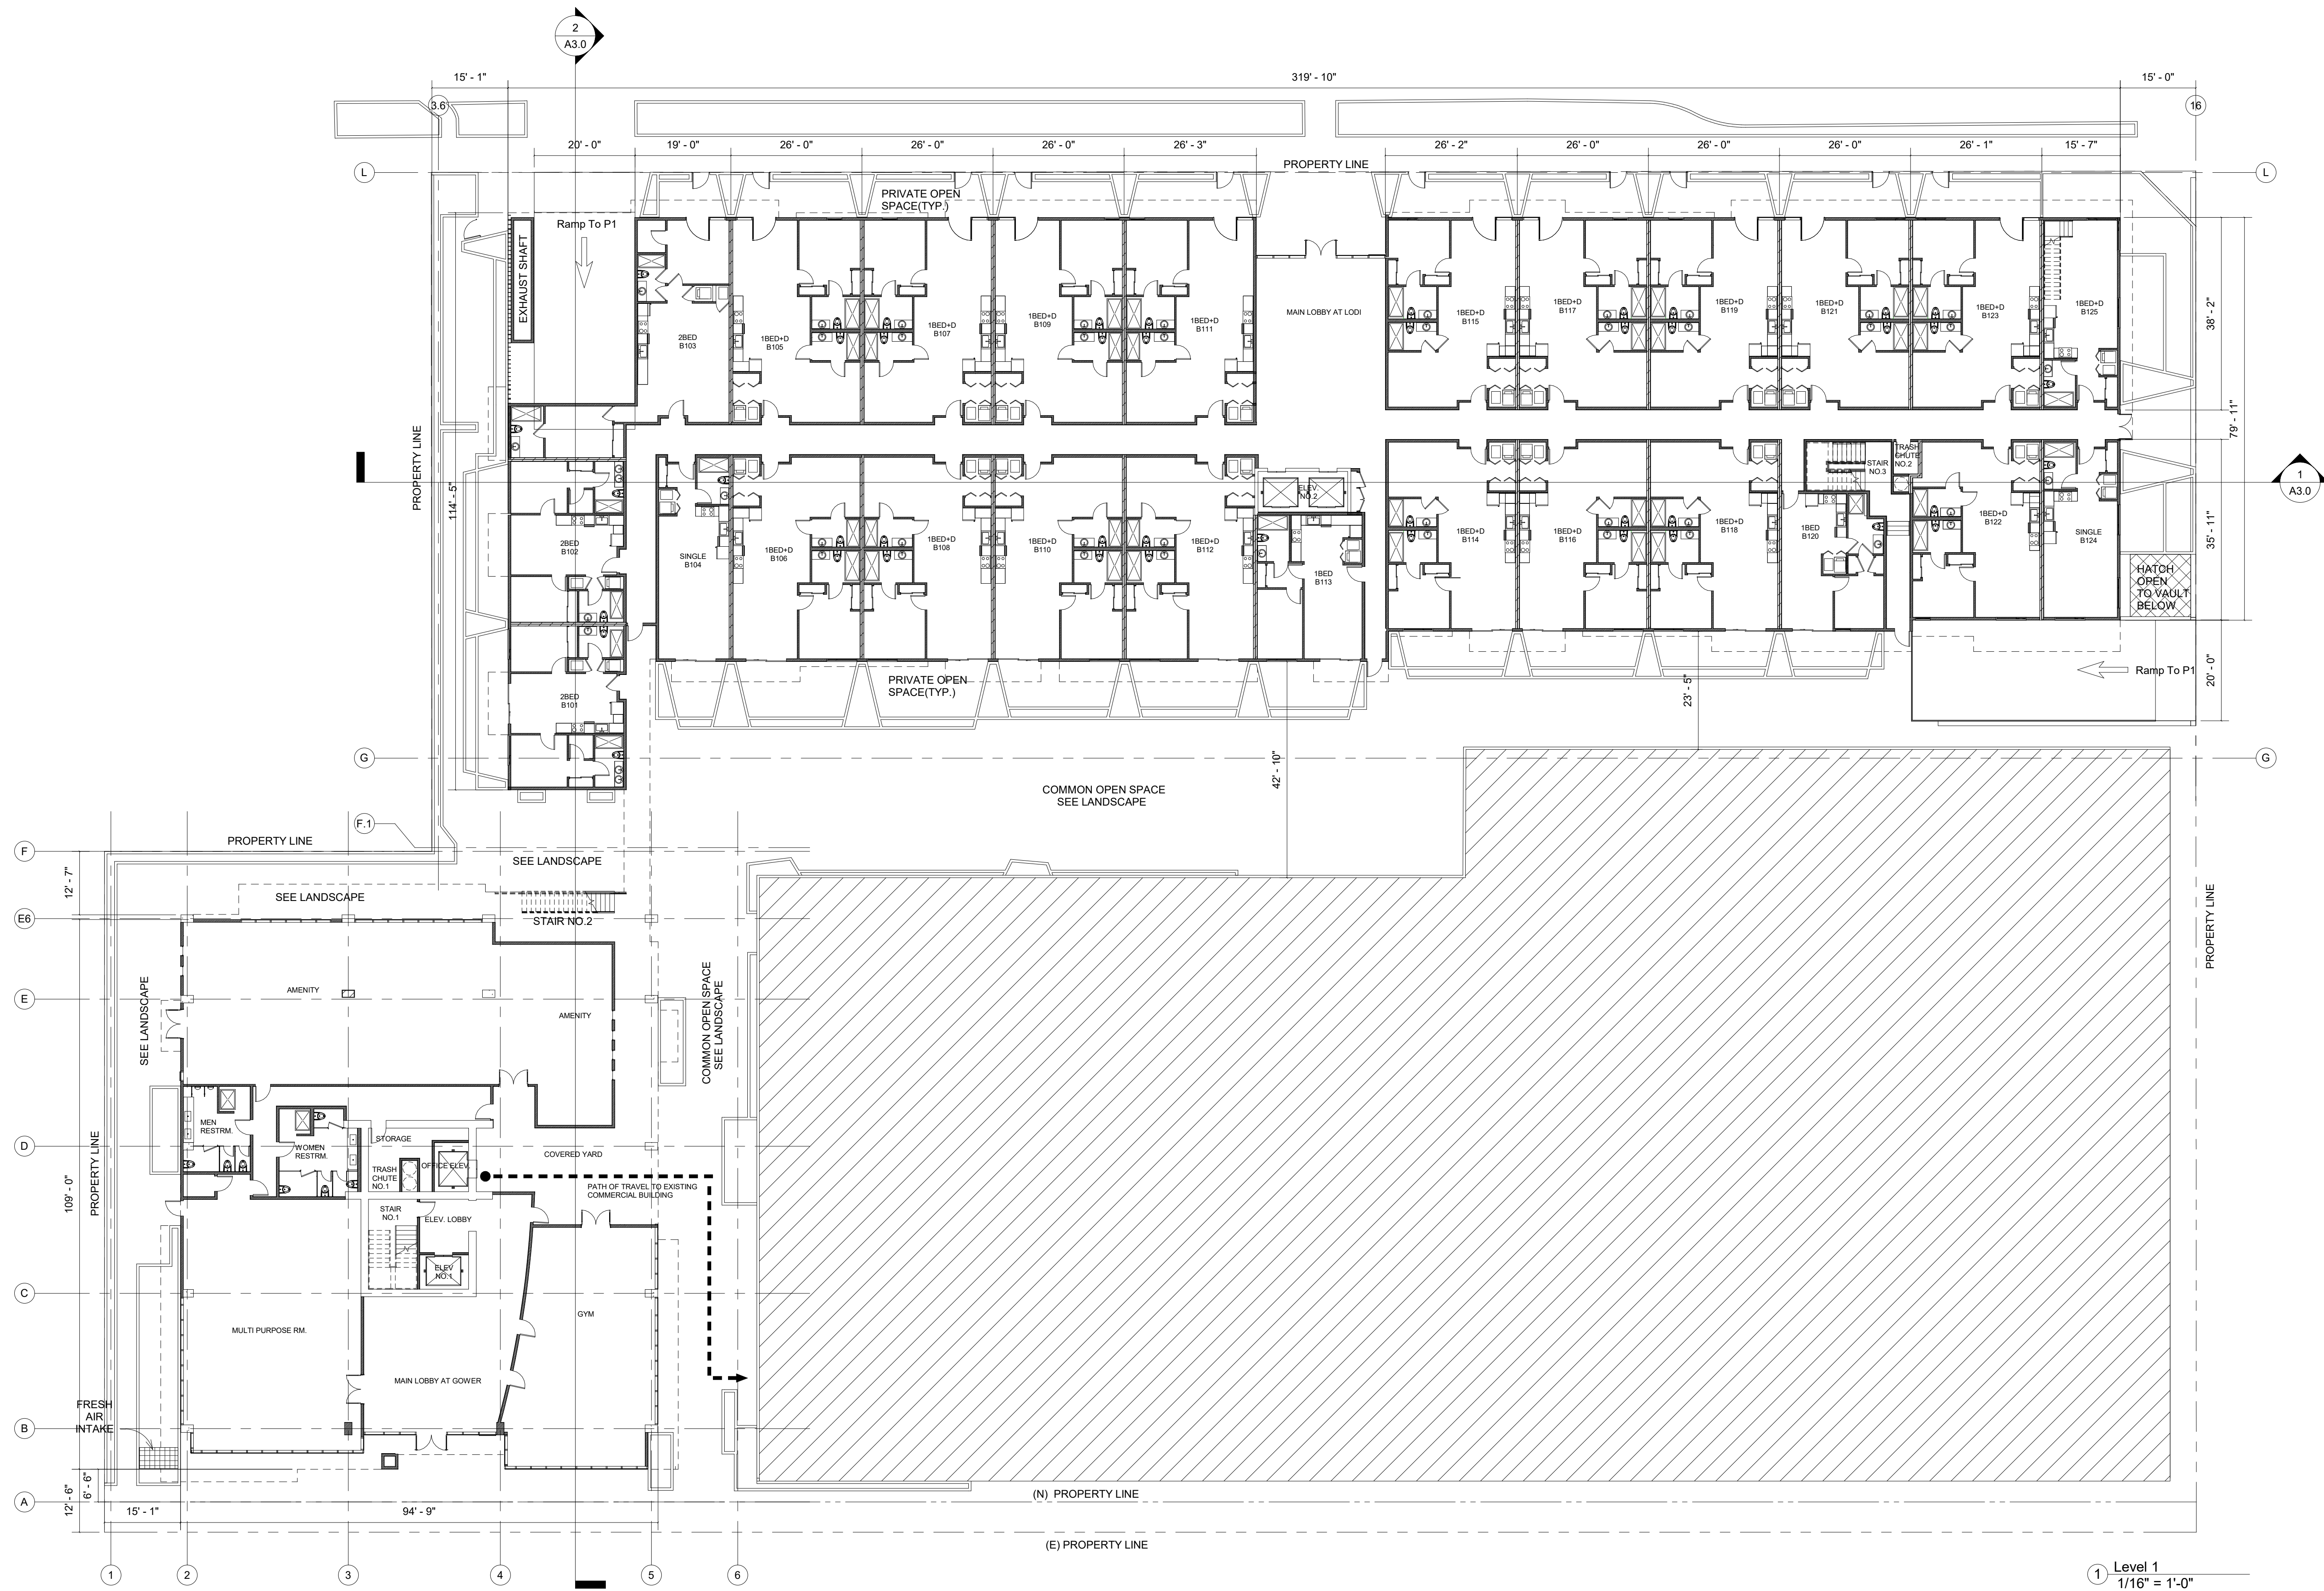 2
A3.0
15' - 1"
319' - 10"
15' - 0"
3.6
16
20' - 0"
19' - 0"
26' - 0"
26' - 0"
26' - 0"
26' - 3"
26' - 2"
26' - 0"
26' - 0"
26' - 0"
26' - 1"
15' - 7"
PROPERTY LINE
L
L
PRIVATE OPEN
SPACE(TYP.)
Ramp To P1
EXHAUST SHAFT
2BED
B103
1BED+D
B105
1BED+D
B107
1BED+D
B109
1BED+D
B111
MAIN LOBBY AT LODI
1BED+D
B115
1BED+D
B117
1BED+D
B119
1BED+D
B121
1BED+D
B123
1BED+D
B125
38' - 2"
79' - 11"
35' - 11"
20' - 0"
PROPERTY LINE
114' - 5"
1
A3.0
2BED
B102
SINGLE
B104
1BED+D
B106
1BED+D
B108
1BED+D
B110
1BED+D
B112
ELEV
NO.2
1BED
B113
1BED+D
B114
1BED+D
B116
1BED+D
B118
STAIR
NO.3
TRASH
CHUTE
NO.2
1BED
B120
1BED+D
B122
SINGLE
B124
HATCH
OPEN
TO VAULT
BELOW
Ramp To P1
2BED
B101
PRIVATE OPEN
SPACE(TYP.)
23' - 5"
42' - 10"
G
G
COMMON OPEN SPACE
SEE LANDSCAPE
F.1
F
PROPERTY LINE
SEE LANDSCAPE
12' - 7"
SEE LANDSCAPE
E6
STAIR NO.2
PROPERTY LINE
SEE LANDSCAPE
AMENITY
AMENITY
COMMON OPEN SPACE
SEE LANDSCAPE
E
MEN
RESTRM.
WOMEN
RESTRM.
STORAGE
D
OFFICE ELEV.
TRASH
CHUTE
NO.1
COVERED YARD
PATH OF TRAVEL TO EXISTING
COMMERCIAL BUILDING
109' - 0"
PROPERTY LINE
STAIR
NO.1
ELEV. LOBBY
ELEV
NO.1
C
GYM
MULTI PURPOSE RM.
MAIN LOBBY AT GOWER
FRESH
AIR
INTAKE
B
12' - 6"
6' - 6"
A
(N) PROPERTY LINE
15' - 1"
94' - 9"
(E) PROPERTY LINE
1
2
3
4
5
6
1
Level 1
1/16" = 1'-0"